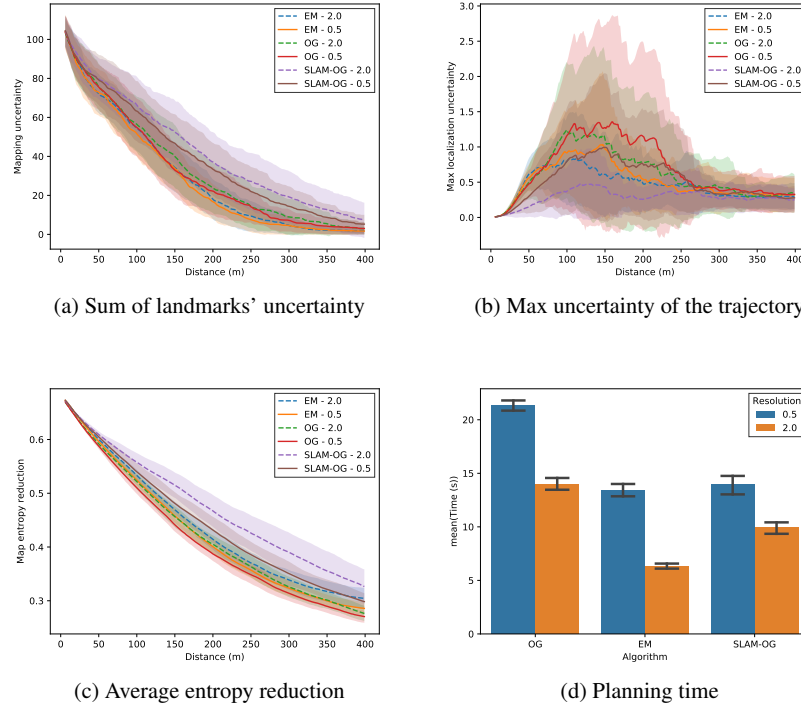 EM - 2.0
EM - 0.5
OG - 2.0
OG - 0.5
SLAM-OG - 2.0
SLAM-OG - 0.5
Mapping uncertainty
100
80
60
40
20
0
0 50 100 150 200 250 300 350 400
Distance (m)
(a) Sum of landmarks' uncertainty
EM - 2.0
EM - 0.5
OG - 2.0
OG - 0.5
SLAM-OG - 2.0
SLAM-OG - 0.5
Max localization uncertainty
3.0
2.5
2.0
1.5
1.0
0.5
0.0
0 50 100 150 200 250 300 350 400
Distance (m)
(b) Max uncertainty of the trajectory
EM - 2.0
EM - 0.5
OG - 2.0
OG - 0.5
SLAM-OG - 2.0
SLAM-OG - 0.5
Map entropy reduction
0.6
0.5
0.4
0.3
0 50 100 150 200 250 300 350 400
Distance (m)
(c) Average entropy reduction
Resolution
0.5
2.0
mean(Time (s))
20
15
10
5
0
OG EM SLAM-OG
Algorithm
(d) Planning time